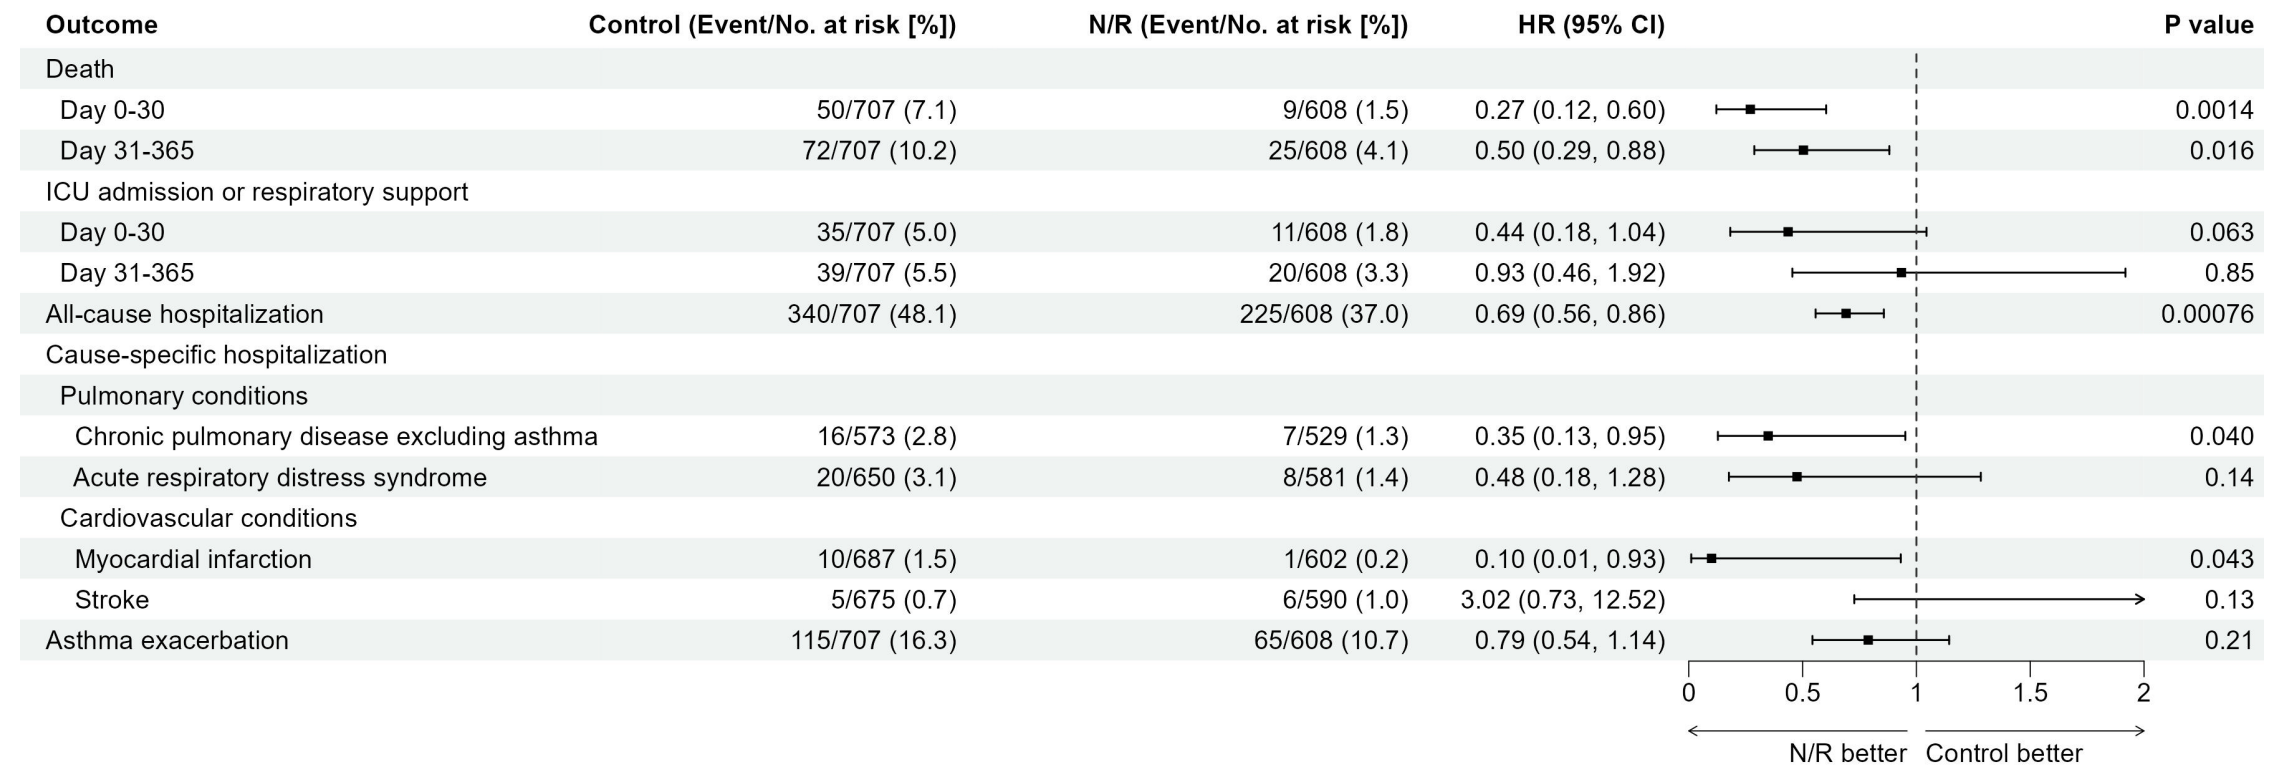 Outcome Control (Event/No. at risk [%]) N/R (Event/No. at risk [%]) HR (95% CI) P value
Death
Day 0-30 50/707 (7.1) 9/608 (1.5) 0.27 (0.12, 0.60) 0.0014
Day 31-365 72/707 (10.2) 25/608 (4.1) 0.50 (0.29, 0.88) 0.016
ICU admission or respiratory support
Day 0-30 35/707 (5.0) 11/608 (1.8) 0.44 (0.18, 1.04) 0.063
Day 31-365 39/707 (5.5) 20/608 (3.3) 0.93 (0.46, 1.92) 0.85
All-cause hospitalization 340/707 (48.1) 225/608 (37.0) 0.69 (0.56, 0.86) 0.00076
Cause-specific hospitalization
Pulmonary conditions
Chronic pulmonary disease excluding asthma 16/573 (2.8) 7/529 (1.3) 0.35 (0.13, 0.95) 0.040
Acute respiratory distress syndrome 20/650 (3.1) 8/581 (1.4) 0.48 (0.18, 1.28) 0.14
Cardiovascular conditions
Myocardial infarction 10/687 (1.5) 1/602 (0.2) 0.10 (0.01, 0.93) 0.043
Stroke 5/675 (0.7) 6/590 (1.0) 3.02 (0.73, 12.52) 0.13
Asthma exacerbation 115/707 (16.3) 65/608 (10.7) 0.79 (0.54, 1.14) 0.21
0 0.5 1 1.5 2
N/R better Control better